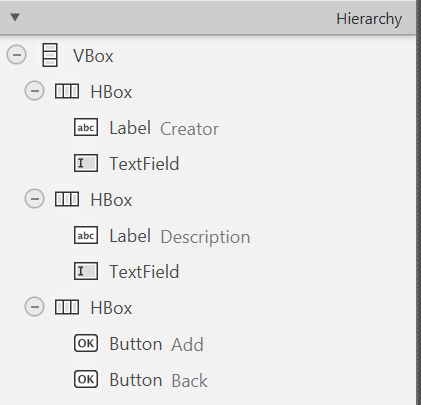 Hierarchy
VBox
HBox
abc Label Creator
I TextField
HBox
abc Label Description
I TextField
HBox
OK Button Add
OK Button Back